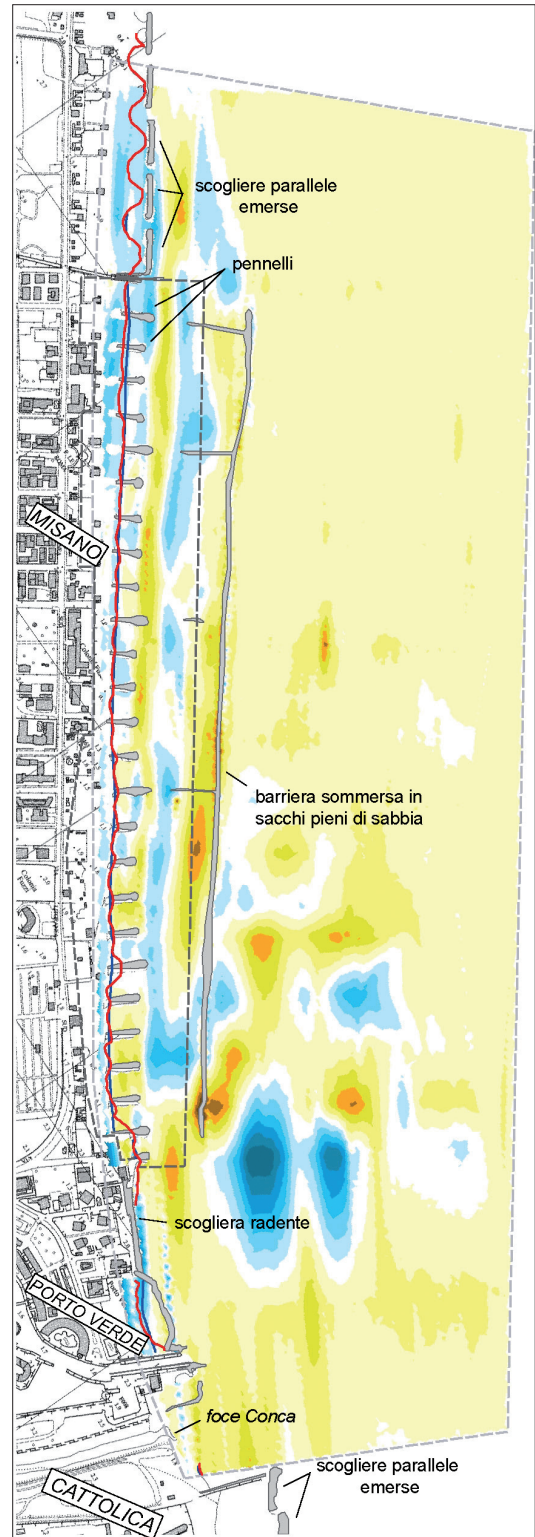 scogliere parallele
emerse
pennelli
MISANO
barriera sommersa in
sacchi pieni di sabbia
scogliera radente
PORTO VERDE
foce Conca
scogliere parallele
emerse
CATTOLICA